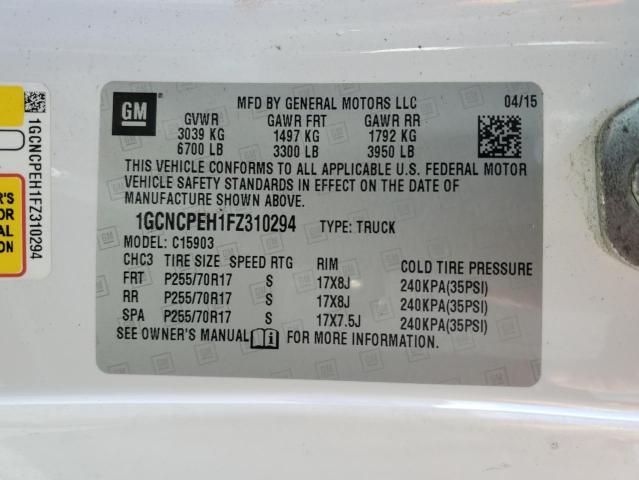 GM
MFD BY GENERAL MOTORS LLC 04/15
GVWR GAWR FRT GAWR RR
3039 KG 1497 KG 1792 KG
6700 LB 3300 LB 3950 LB
THIS VEHICLE CONFORMS TO ALL APPLICABLE U.S. FEDERAL MOTOR
VEHICLE SAFETY STANDARDS IN EFFECT ON THE DATE OF
MANUFACTURE SHOWN ABOVE.
1GCNCPEH1FZ310294 TYPE: TRUCK
MODEL: C15903
CHC3 TIRE SIZE SPEED RTG RIM COLD TIRE PRESSURE
FRT P255/70R17 S 17X8J 240KPA(35PSI)
RR P255/70R17 S 17X8J 240KPA(35PSI)
SPA P255/70R17 S 17X7.5J 240KPA(35PSI)
SEE OWNER'S MANUAL FOR MORE INFORMATION.
1GCNCPEH1FZ310294
R'S
OR
AL
ON